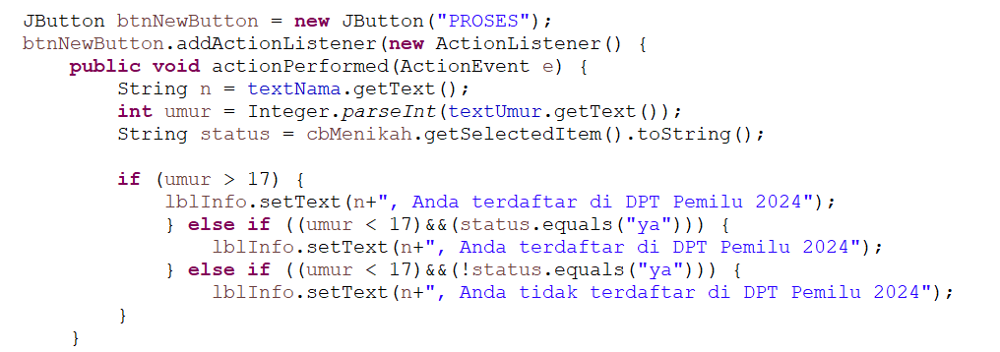 JButton btnNewButton = new JButton("PROSES");
btnNewButton.addActionListener(new ActionListener() {
    public void actionPerformed(ActionEvent e) {
        String n = textNama.getText();
        int umur = Integer.parseInt(textUmur.getText());
        String status = cbMenikah.getSelectedItem().toString();

        if (umur > 17) {
            lblInfo.setText(n+", Anda terdaftar di DPT Pemilu 2024");
            } else if ((umur < 17)&&(status.equals("ya"))) {
                lblInfo.setText(n+", Anda terdaftar di DPT Pemilu 2024");
            } else if ((umur < 17)&&(!status.equals("ya"))) {
                lblInfo.setText(n+", Anda tidak terdaftar di DPT Pemilu 2024");
        }
    }